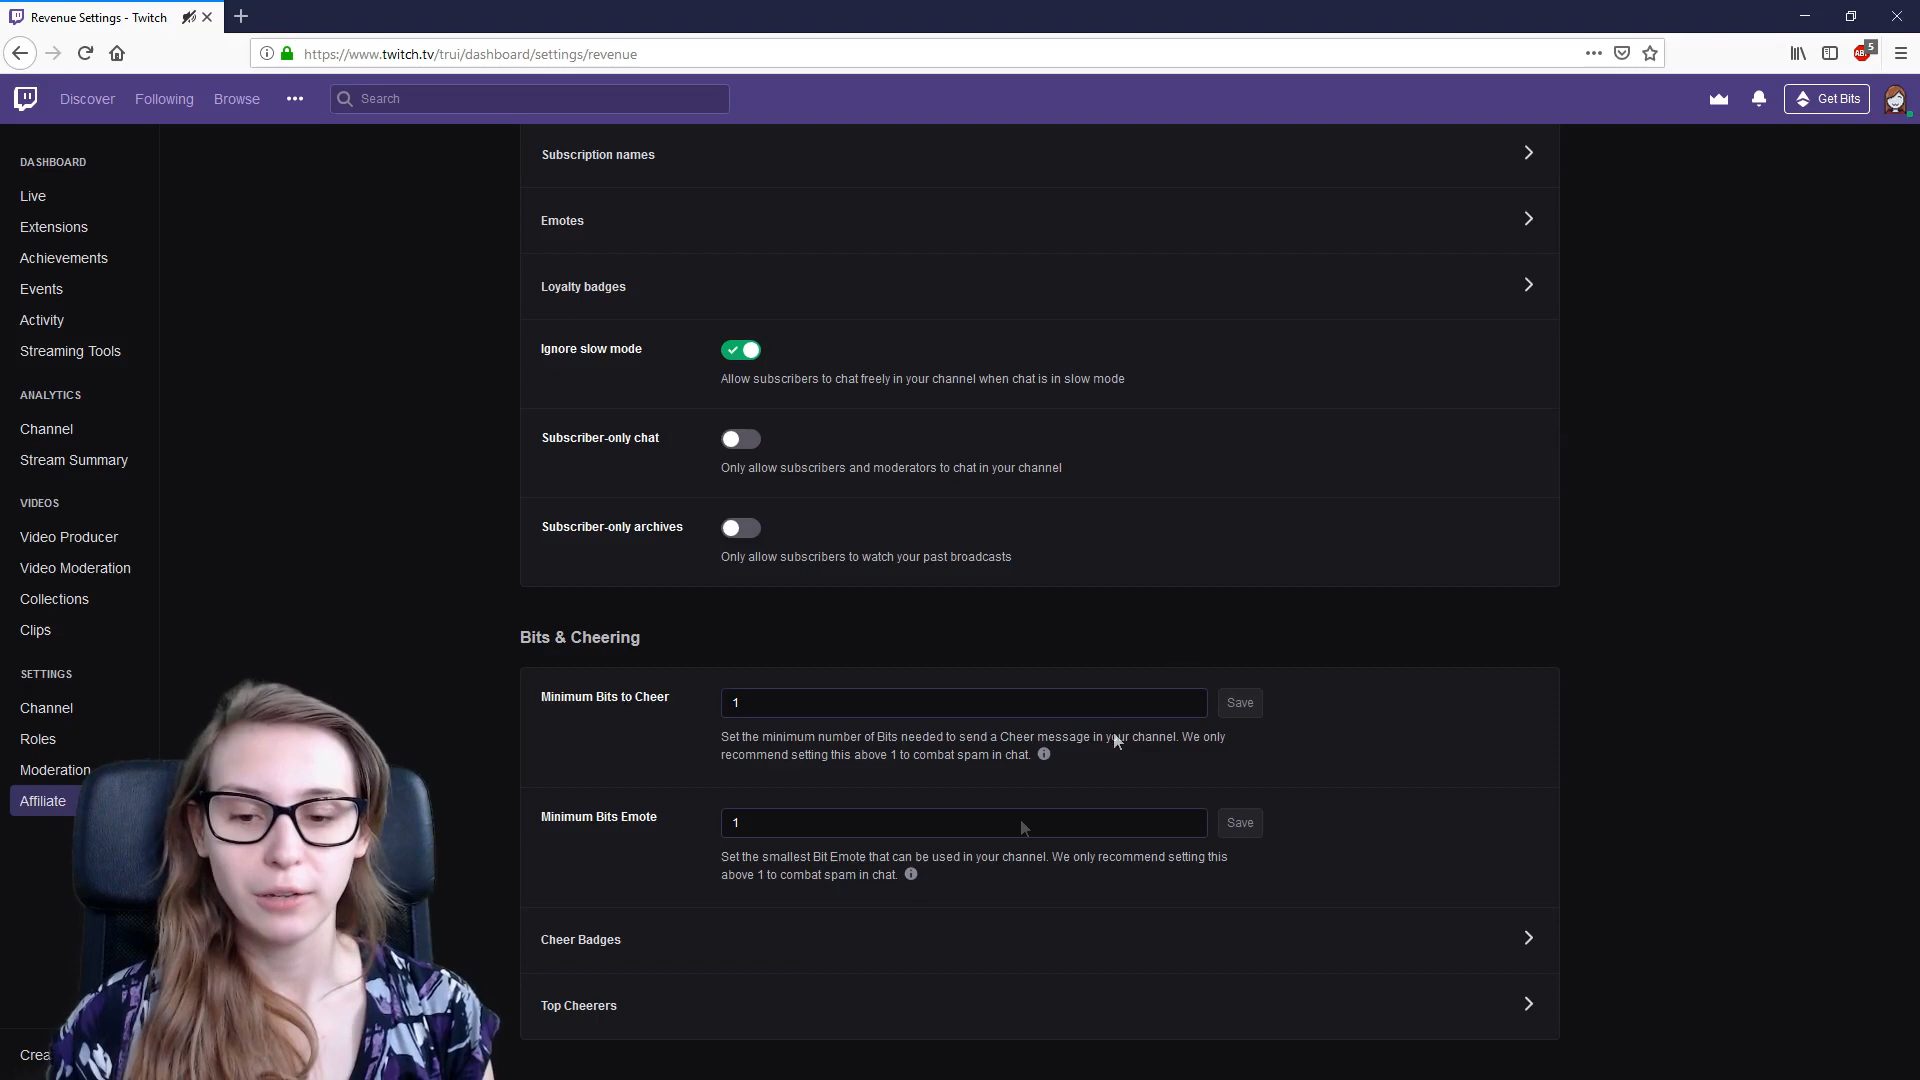 Revenue Settings - Twitch
https://www.twitch.tv/trui/dashboard/settings/revenue
5
Discover
Following
Browse
Search
Get Bits
DASHBOARD
Live
Extensions
Achievements
Events
Activity
Streaming Tools
ANALYTICS
Channel
Stream Summary
VIDEOS
Video Producer
Video Moderation
Collections
Clips
SETTINGS
Channel
Roles
Moderation
Affiliate
Crea
Subscription names
Emotes
Loyalty badges
Ignore slow mode
Allow subscribers to chat freely in your channel when chat is in slow mode
Subscriber-only chat
Only allow subscribers and moderators to chat in your channel
Subscriber-only archives
Only allow subscribers to watch your past broadcasts
Bits & Cheering
Minimum Bits to Cheer
1
Save
Set the minimum number of Bits needed to send a Cheer message in your channel. We only
recommend setting this above 1 to combat spam in chat.
Minimum Bits Emote
1
Save
Set the smallest Bit Emote that can be used in your channel. We only recommend setting this
above 1 to combat spam in chat.
Cheer Badges
Top Cheerers